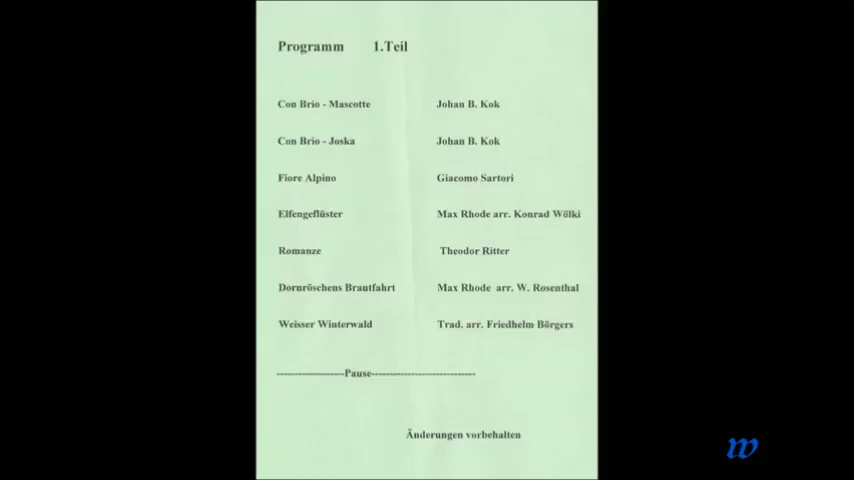 Programm 1.Teil
Con Brio - Mascotte Johan B. Kok
Con Brio - Joska Johan B. Kok
Fiore Alpino Giacomo Sartori
Elfengeflüster Max Rhode arr. Konrad Wölki
Romanze Theodor Ritter
Dornröschens Brautfahrt Max Rhode arr. W. Rosenthal
Weisser Winterwald Trad. arr. Friedhelm Börgers
--------------------Pause------------------------------
Änderungen vorbehalten
w